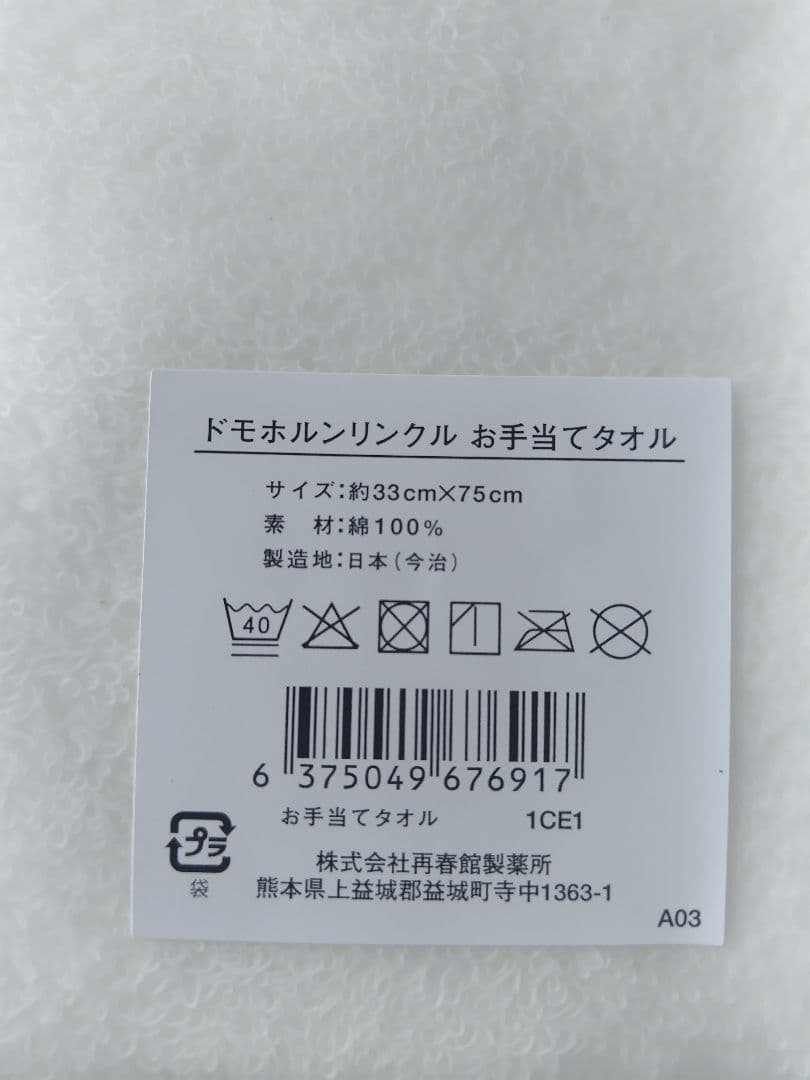 ドモホルンリンクル お手当てタオル
サイズ:約33cm×75cm
素　材:綿100%
製造地:日本(今治)
40
6 375049 676917
お手当てタオル 1CE1
プラ
袋
株式会社再春館製薬所
熊本県上益城郡益城町寺中1363-1
A03